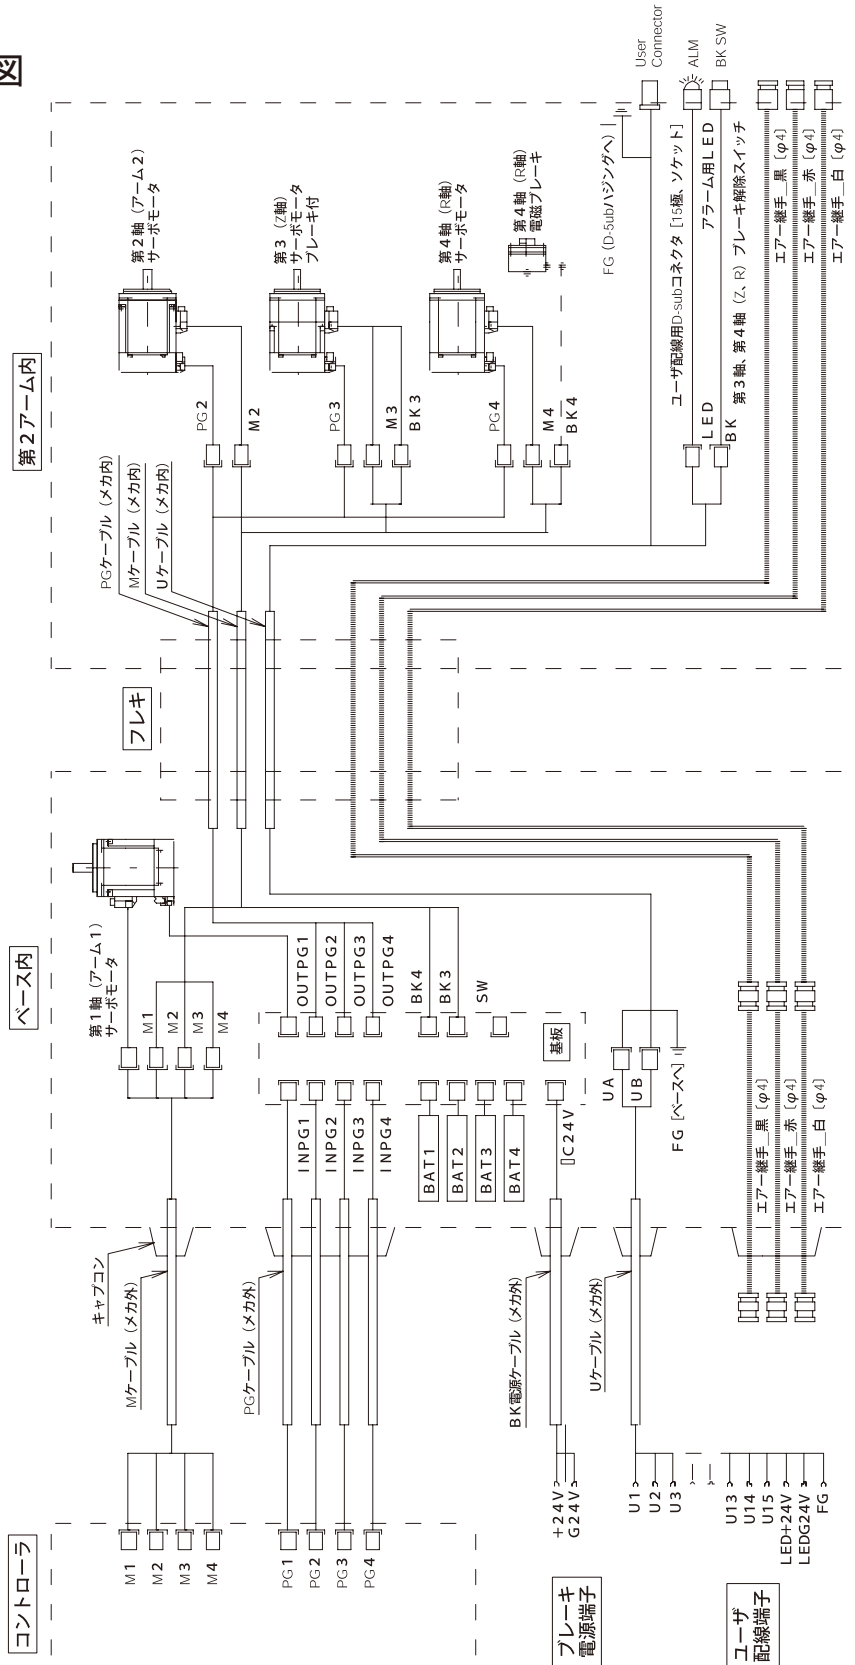 図
コントローラ
M1
M2
M3
M4
PG1
PG2
PG3
PG4
ブレーキ
電源端子
+24V
G24V
ユーザ
配線端子
U1
U2
U3
U13
U14
U15
LED+24V
LEDG24V
FG
キャプコン
Mケーブル（メカ外）
PGケーブル（メカ外）
BK電源ケーブル（メカ外）
Uケーブル（メカ外）
ベース内
第1軸（アーム1）
サーボモータ
M1
M2
M3
M4
OUTPG1
OUTPG2
OUTPG3
OUTPG4
BK4
BK3
SW
INPG1
INPG2
INPG3
INPG4
BAT1
BAT2
BAT3
BAT4
基板
C24V
UA
UB
FG［ベースへ］
エアー継手＿黒〔φ4〕
エアー継手＿赤〔φ4〕
エアー継手＿白〔φ4〕
フレキ
第2アーム内
PGケーブル（メカ内）
Mケーブル（メカ内）
Uケーブル（メカ内）
第2軸（アーム2）
サーボモータ
PG2
M2
第3（Z軸）
サーボモータ
ブレーキ付
PG3
M3
BK3
第4軸（R軸）
サーボモータ
PG4
M4
BK4
第4軸（R軸）
電磁ブレーキ
FG（D-Subハジングへ）
ユーザ配線用D-subコネクタ［15極、ソケット］
User
Connector
LED
アラーム用LED
ALM
BK
第3軸、第4軸（Z、R）ブレーキ解除スイッチ
BK SW
エアー継手＿黒〔φ4〕
エアー継手＿赤〔φ4〕
エアー継手＿白〔φ4〕